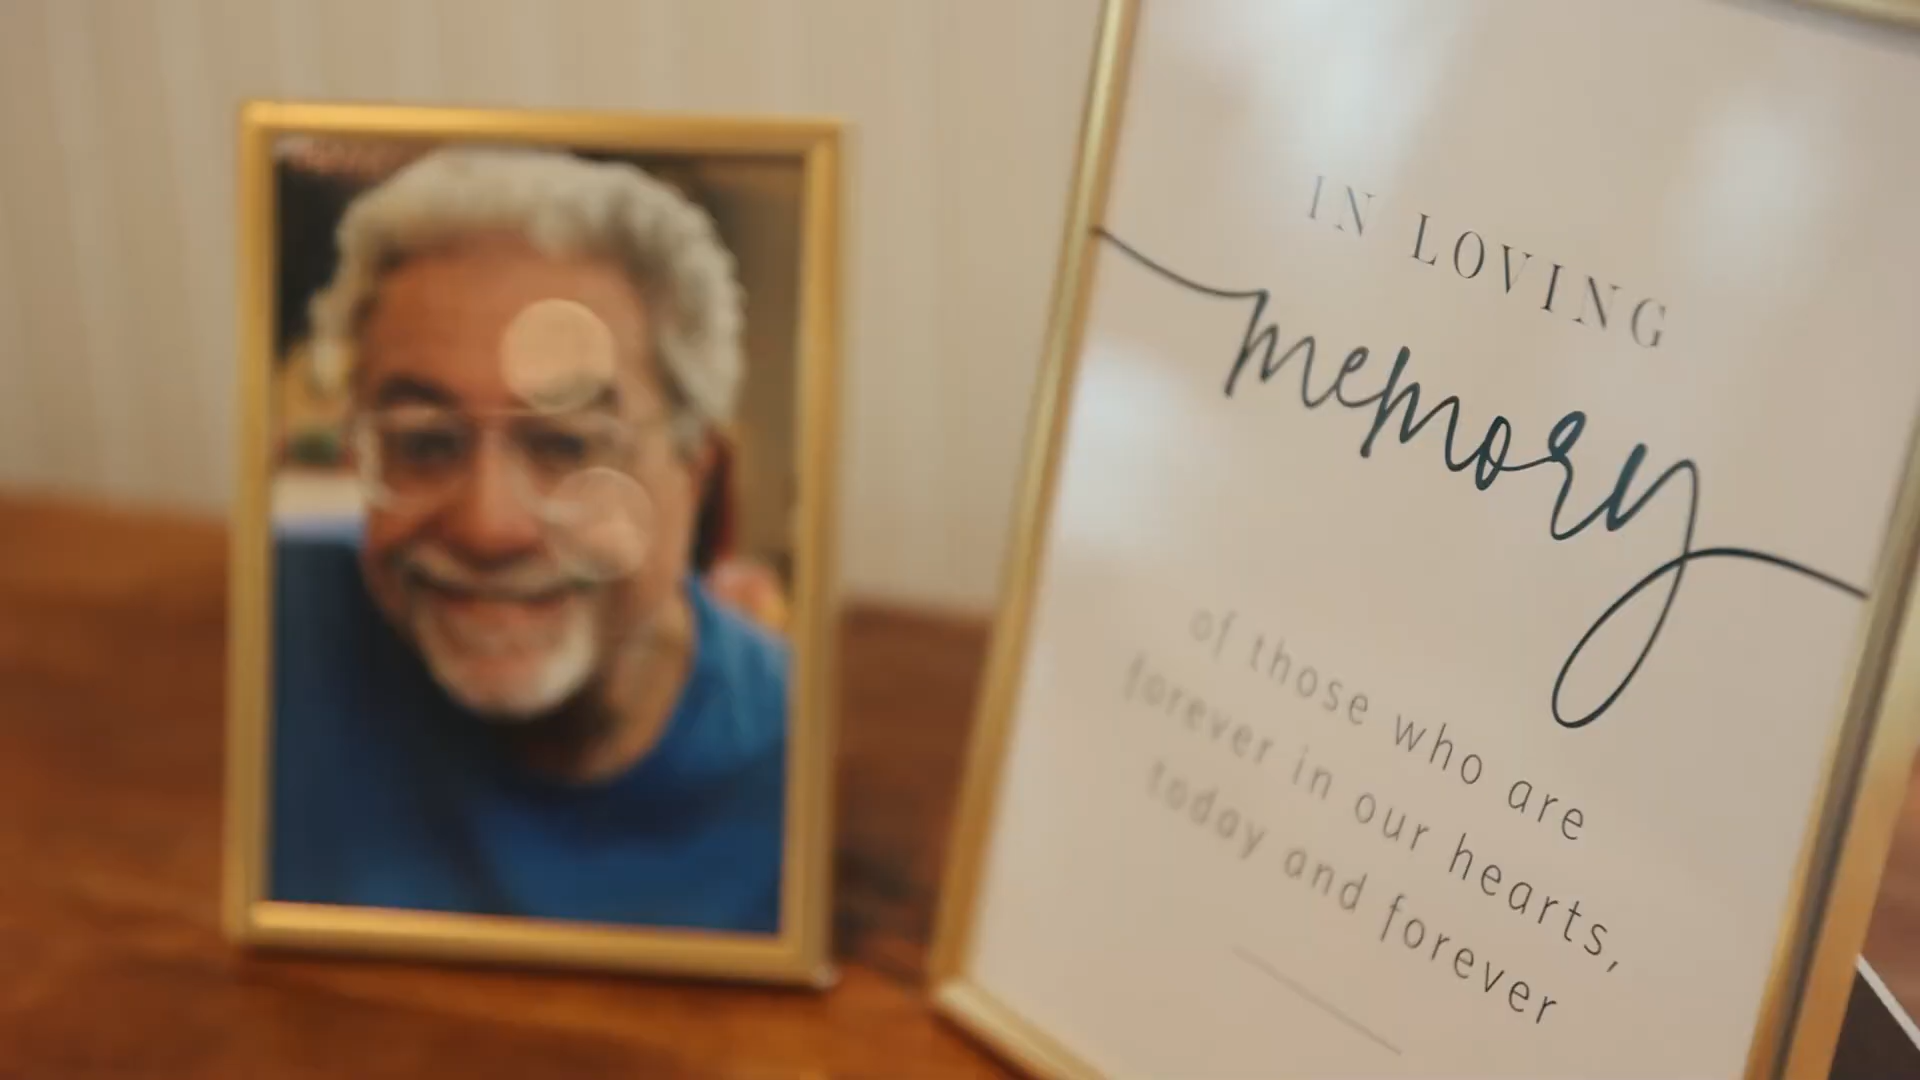 IN LOVING
memory
of those who are
forever in our hearts,
today and forever